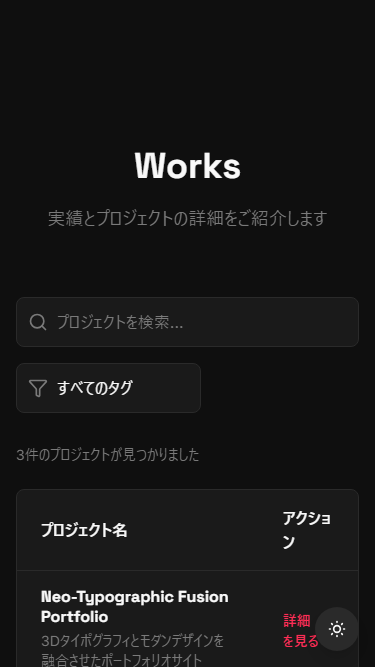 Works
実績とプロジェクトの詳細をご紹介します
プロジェクトを検索...
すべてのタグ
3件のプロジェクトが見つかりました
プロジェクト名
アクショ
ン
Neo-Typographic Fusion
Portfolio
詳細
を見る
3Dタイポグラフィとモダンデザインを
融合させたポートフォリオサイト